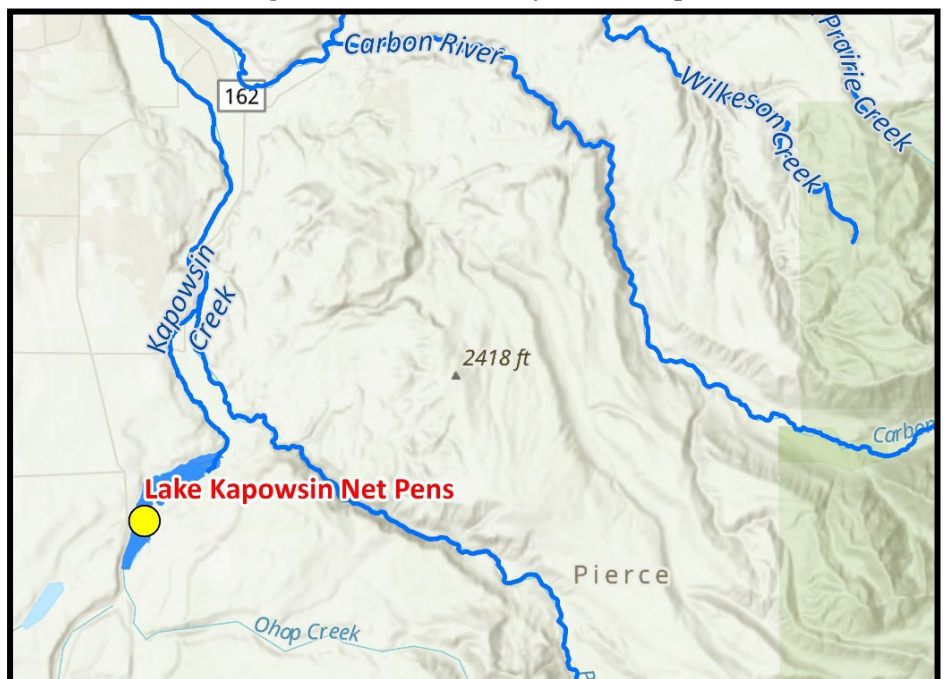 Carbon River
Prairie Creek
162
Wilkeson Creek
Kapowsin
Creek
2418 ft
Carbon
Lake Kapowsin Net Pens
Pierce
Ohop Creek